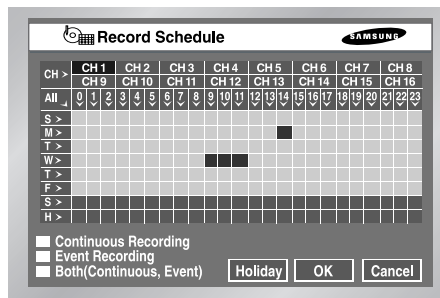 Record Schedule
SAMSUNG
CH > CH 1 CH 2 CH 3 CH 4 CH 5 CH 6 CH 7 CH 8
CH 9 CH 10 CH 11 CH 12 CH 13 CH 14 CH 15 CH 16
All 0 1 2 3 4 5 6 7 8 9 10 11 12 13 14 15 16 17 18 19 20 21 22 23
S >
M >
T >
W >
T >
F >
S >
H >
Continuous Recording
Event Recording
Both(Continuous, Event)
Holiday OK Cancel